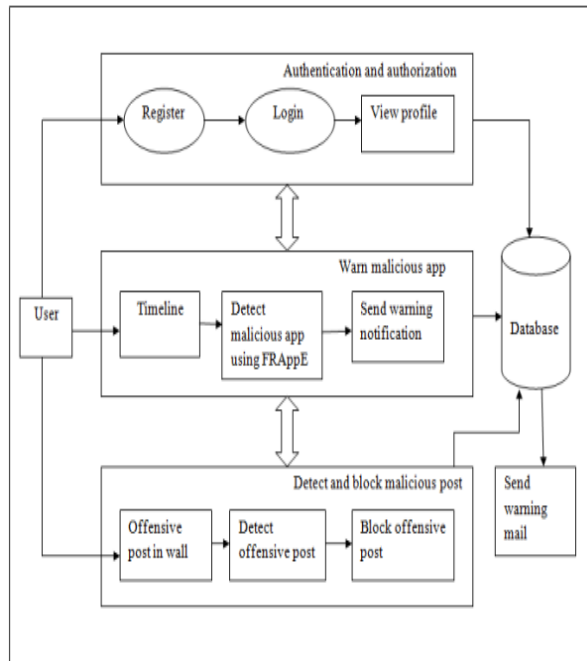 Authentication and authorization
Register
Login
View profile
Warn malicious app
User
Timeline
Detect
malicious app
using FRAppE
Send warning
notification
Database
Detect and block malicious post
Offensive
post in wall
Detect
offensive post
Block offensive
post
Send
warning
mail